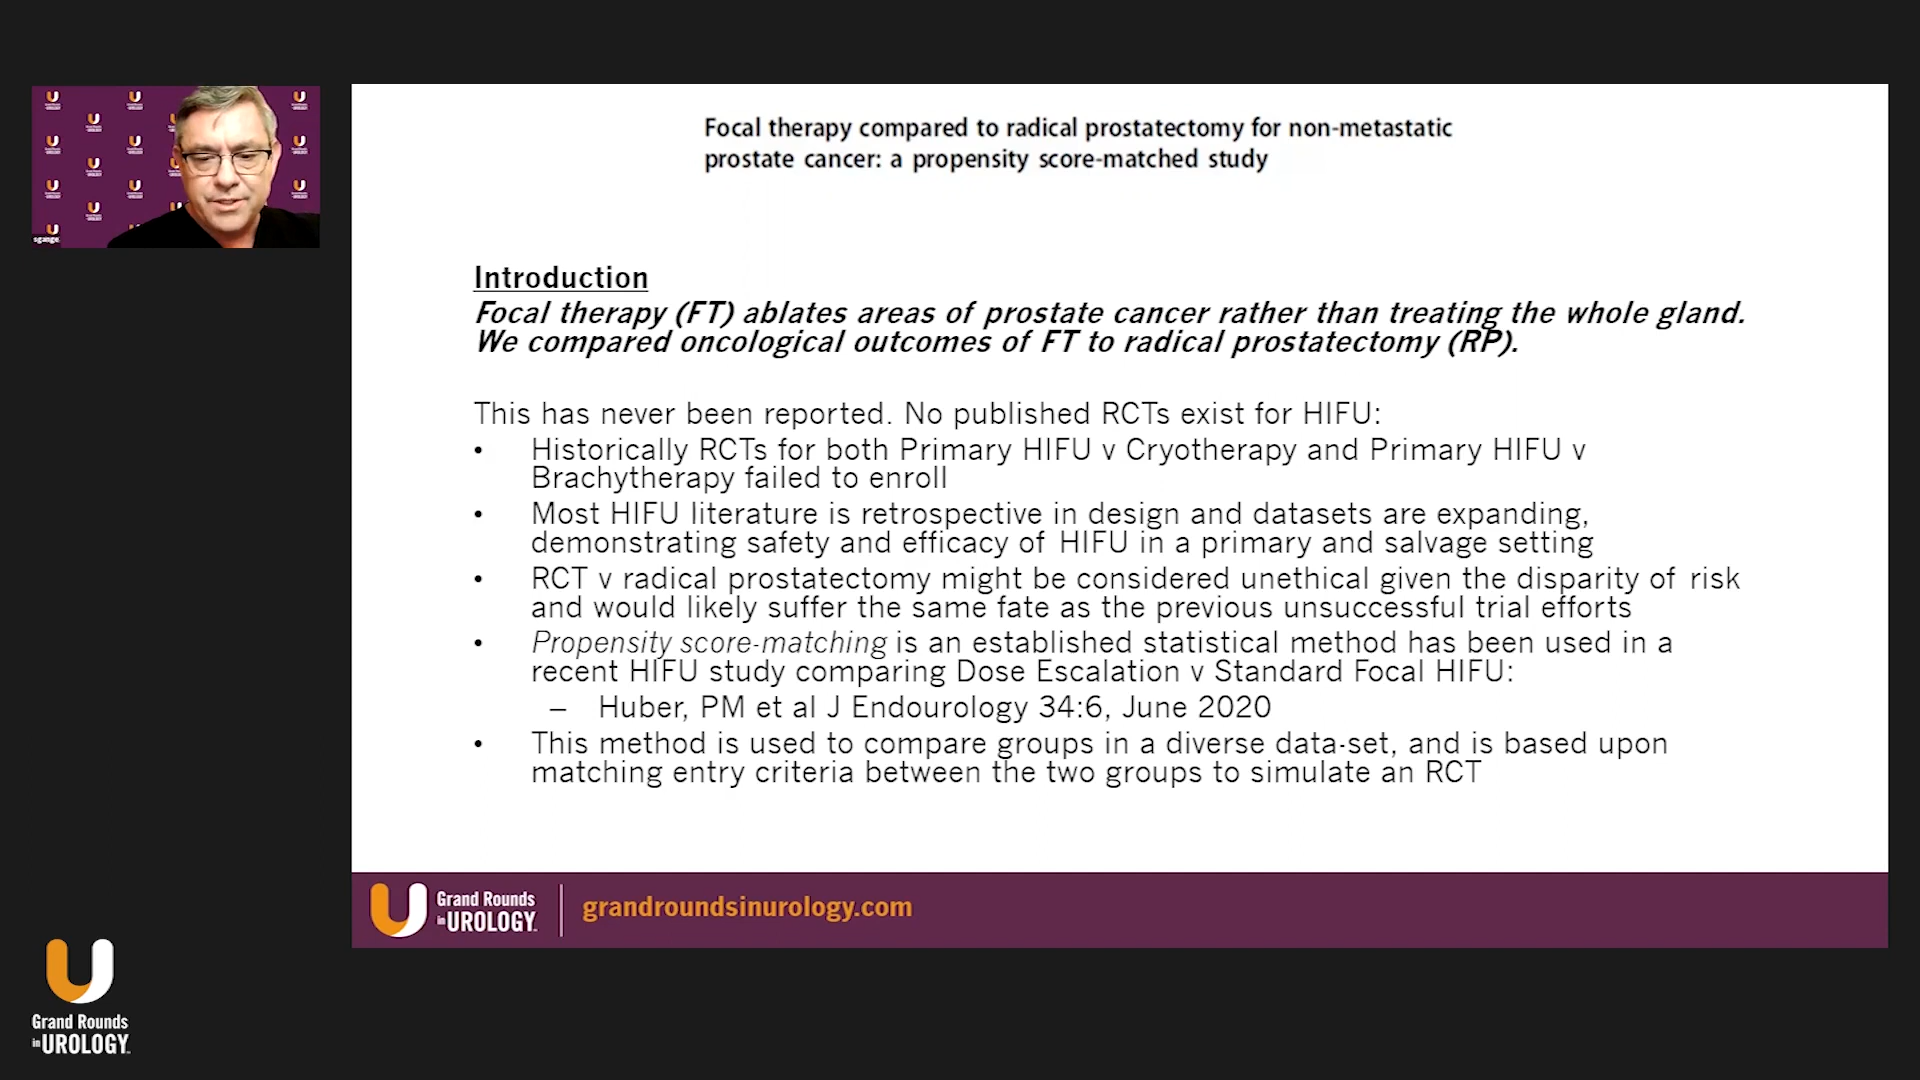 Focal therapy compared to radical prostatectomy for non-metastatic
prostate cancer: a propensity score-matched study
sgange
Introduction
Focal therapy (FT) ablates areas of prostate cancer rather than treating the whole gland.
We compared oncological outcomes of FT to radical prostatectomy (RP).
This has never been reported. No published RCTs exist for HIFU:
• Historically RCTs for both Primary HIFU v Cryotherapy and Primary HIFU v
Brachytherapy failed to enroll
• Most HIFU literature is retrospective in design and datasets are expanding,
demonstrating safety and efficacy of HIFU in a primary and salvage setting
• RCT v radical prostatectomy might be considered unethical given the disparity of risk
and would likely suffer the same fate as the previous unsuccessful trial efforts
• Propensity score-matching is an established statistical method has been used in a
recent HIFU study comparing Dose Escalation v Standard Focal HIFU:
– Huber, PM et al J Endourology 34:6, June 2020
• This method is used to compare groups in a diverse data-set, and is based upon
matching entry criteria between the two groups to simulate an RCT
Grand Rounds
in UROLOGY
grandroundsinurology.com
Grand Rounds
in UROLOGY